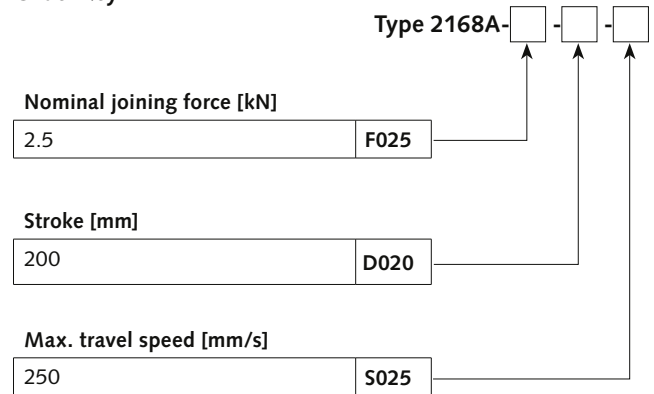 Type 2168A- - -
Nominal joining force [kN]
2.5 F025
Stroke [mm]
200 D020
Max. travel speed [mm/s]
250 S025